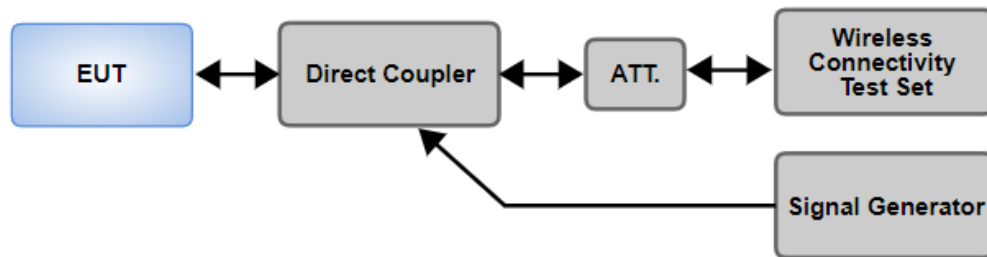 EUT
Direct Coupler
ATT.
Wireless
Connectivity
Test Set
Signal Generator